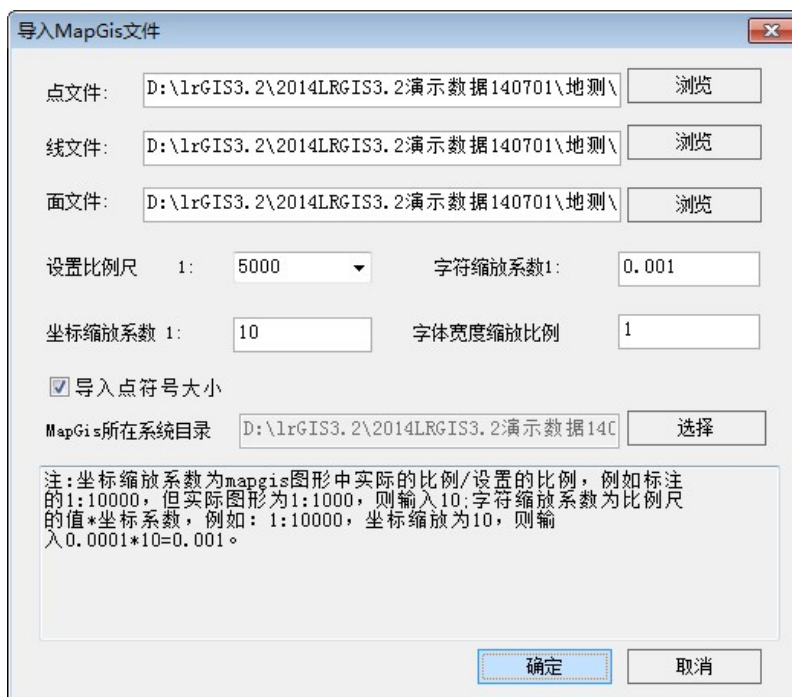 导入MapGis文件
点文件: D:\lrGIS3.2\2014LRGIS3.2演示数据140701\地测\ 浏览
线文件: D:\lrGIS3.2\2014LRGIS3.2演示数据140701\地测\ 浏览
面文件: D:\lrGIS3.2\2014LRGIS3.2演示数据140701\地测\ 浏览
设置比例尺 1: 5000 字符缩放系数1: 0.001
坐标缩放系数 1: 10 字体宽度缩放比例 1
导入点符号大小
MapGis所在系统目录 D:\lrGIS3.2\2014LRGIS3.2演示数据140 选择
注:坐标缩放系数为mapgis图形中实际的比例/设置的比例，例如标注
的1:10000，但实际图形为1:1000，则输入10;字符缩放系数为比例尺
的值*坐标系数，例如：1:10000，坐标缩放为10，则输
入0.0001*10=0.001。
确定 取消